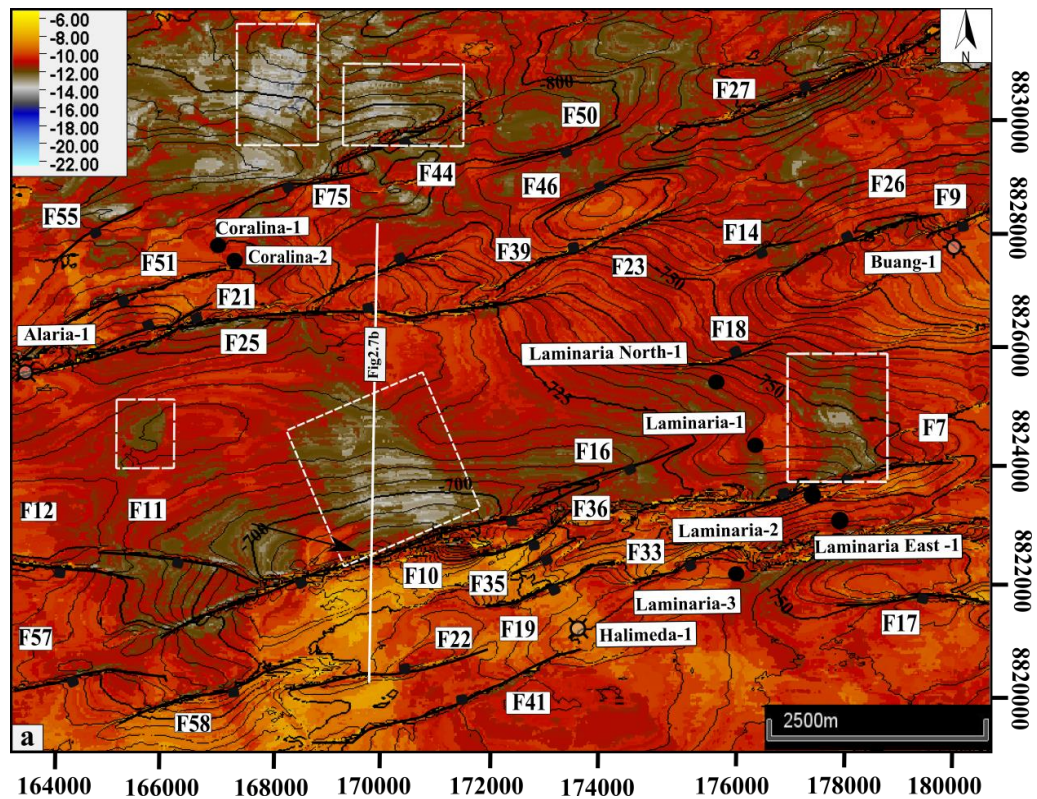 -6.00
-8.00
-10.00
-12.00
-14.00
-16.00
-18.00
-20.00
-22.00
N
-800
F27
F50
F44
F46
F75
F55
Coralina-1
Coralina-2
F51
F21
F39
F23
F14
F26
F9
Buang-1
-750
Alaria-1
F25
Fig2.7b
F18
Laminaria North-1
-725
-750
Laminaria-1
F7
F16
-700
F12
F11
-700
F36
Laminaria-2
Laminaria East -1
F10
F35
F33
Laminaria-3
-750
F17
F57
F22
F19
Halimeda-1
F58
F41
2500m
a
8830000
8828000
8826000
8824000
8822000
8820000
164000
166000
168000
170000
172000
174000
176000
178000
180000